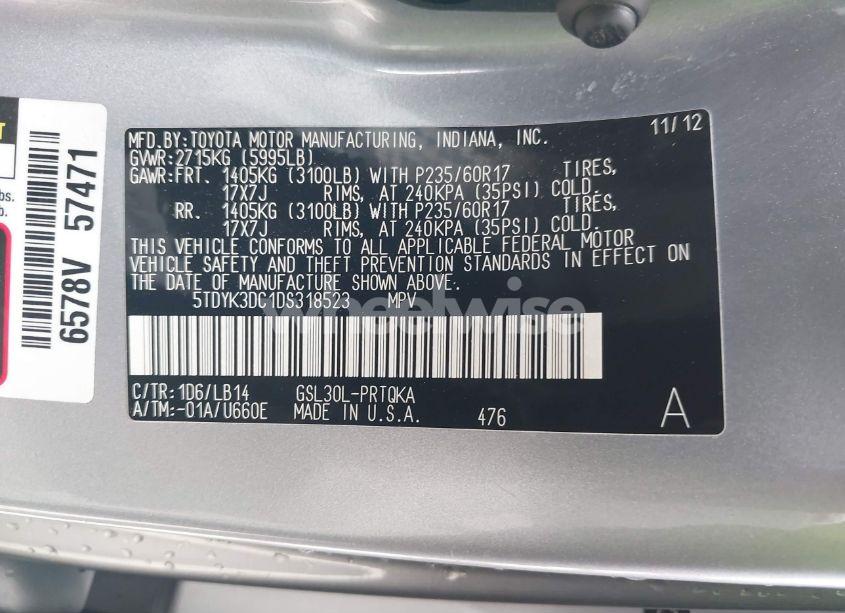 MFD.BY:TOYOTA MOTOR MANUFACTURING, INDIANA, INC. 11/12
GVWR:2715KG (5995LB)
GAWR:FRT. 1405KG (3100LB) WITH P235/60R17 TIRES,
17X7J RIMS, AT 240KPA (35PSI) COLD.
RR. 1405KG (3100LB) WITH P235/60R17 TIRES,
17X7J RIMS, AT 240KPA (35PSI) COLD.
THIS VEHICLE CONFORMS TO ALL APPLICABLE FEDERAL MOTOR
VEHICLE SAFETY AND THEFT PREVENTION STANDARDS IN EFFECT ON
THE DATE OF MANUFACTURE SHOWN ABOVE.
5TDYK3DC1DS318523 MPV
wheelwise
C/TR:1D6/LB14 GSL30L-PRTQKA
A/TM:-01A/U660E MADE IN U.S.A. 476 A
6578V 57471
bs.
b.